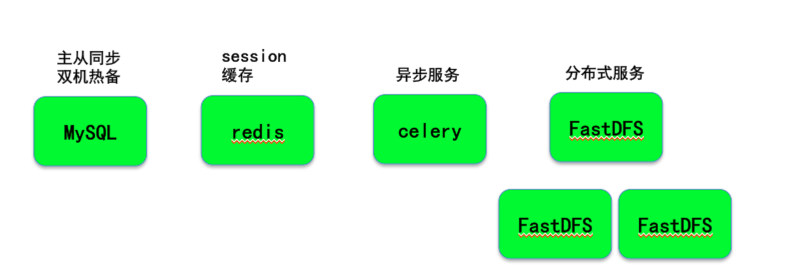 主从同步
双机热备
MySQL
session
缓存
redis
异步服务
celery
分布式服务
FastDFS
FastDFS
FastDFS